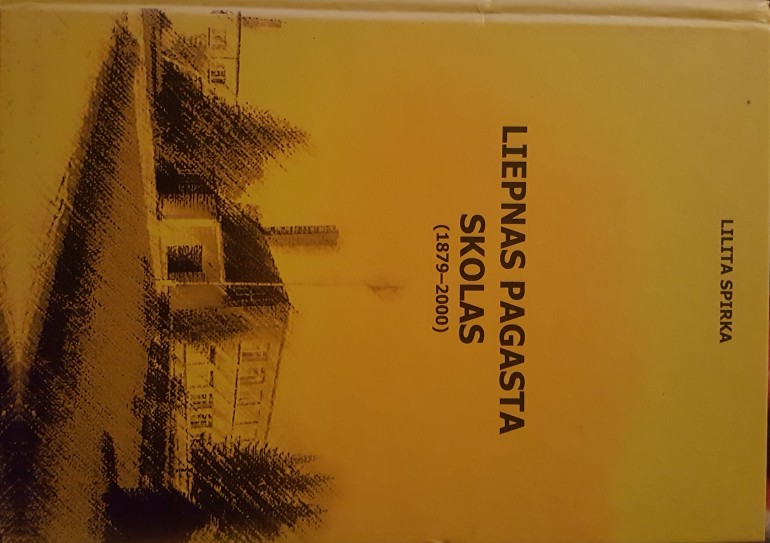 LILITA SPIRKA
LIEPNAS PAGASTA
SKOLAS
(1879–2000)